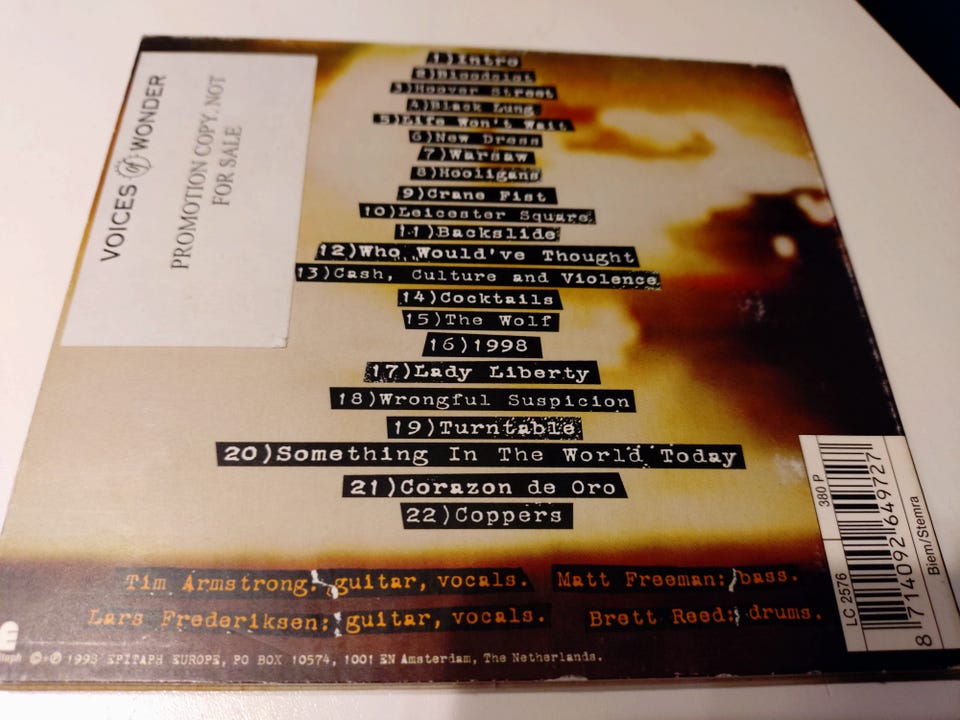 VOICES of WONDER
PROMOTION COPY. NOT
FOR SALE
1)Intro
2)Bloodclot
3)Hoover Street
4)Black Lung
5)Life Won't Wait
6)New Dress
7)Warsaw
8)Hooligans
9)Crane Fist
10)Leicester Square
11)Backslide
12)Who Would've Thought
13)Cash, Culture and Violence
14)Cocktails
15)The Wolf
16)1998
17)Lady Liberty
18)Wrongful Suspicion
19)Turntable
20)Something In The World Today
21)Corazon de Oro
22)Coppers
Tim Armstrong: guitar, vocals. Matt Freeman: bass.
Lars Frederiksen: guitar, vocals. Brett Reed: drums.
itaph ©+℗ 1998 EPITAPH EUROPE, PO BOX 10574, 1001 EN Amsterdam, The Netherlands.
LC 2576 380 P
8 714092 649727
Biem/Stemra